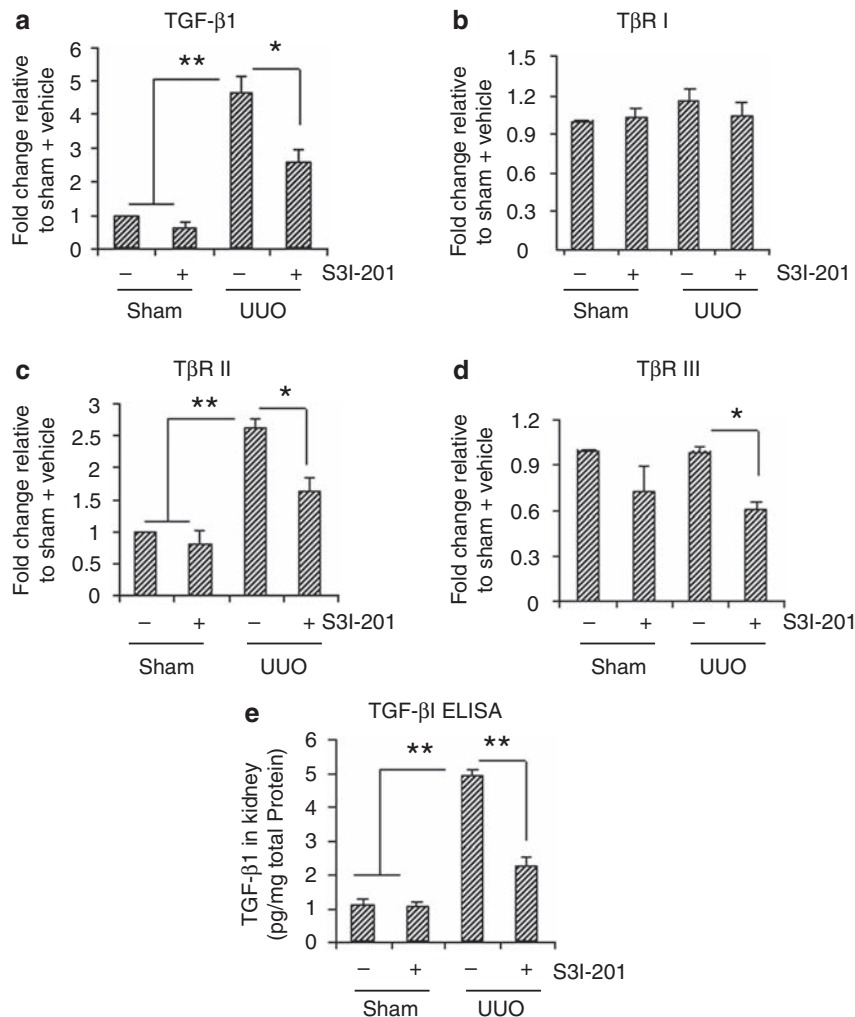 a
TGF-β1
Fold change relative
to sham + vehicle
6
5
4
3
2
1
0
**
*
– + – + S3I-201
Sham UUO
b
TβR I
Fold change relative
to sham + vehicle
1.5
1.2
0.9
0.6
0.3
0
– + – + S3I-201
Sham UUO
c
TβR II
Fold change relative
to sham + vehicle
3
2.5
2
1.5
1
0.5
0
**
*
– + – + S3I-201
Sham UUO
d
TβR III
Fold change relative
to sham + vehicle
1.2
0.9
0.6
0.3
0
*
– + – + S3I-201
Sham UUO
e
TGF-βI ELISA
TGF-β1 in kidney
(pg/mg total Protein)
6
5
4
3
2
1
0
**
**
– + – + S3I-201
Sham UUO